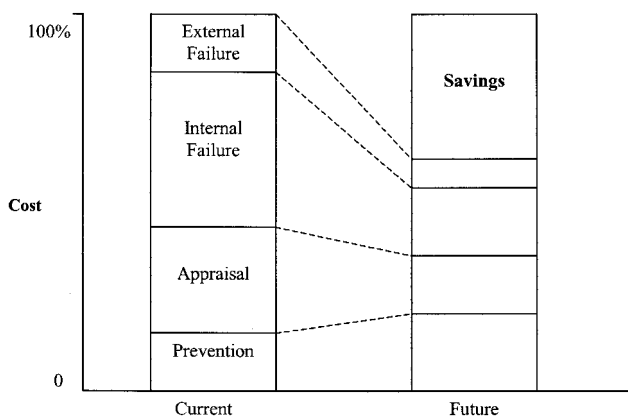 100%
External
Failure
Savings
Internal
Failure
Cost
Appraisal
Prevention
0
Current
Future